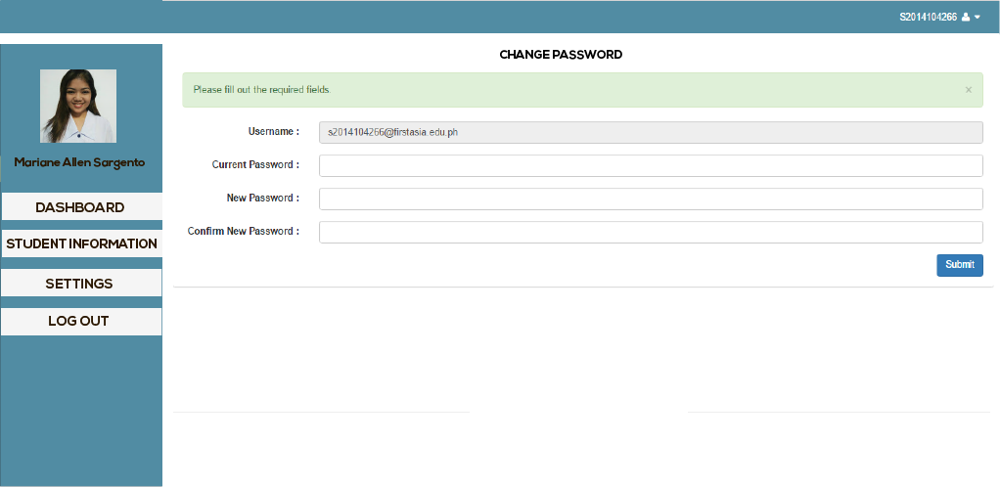 S2014104266
CHANGE PASSWORD
Please fill out the required fields.
×
Username :
s2014104266@firstasia.edu.ph
Current Password :
New Password :
Confirm New Password :
Submit
Mariane Allen Sargento
DASHBOARD
STUDENT INFORMATION
SETTINGS
LOG OUT